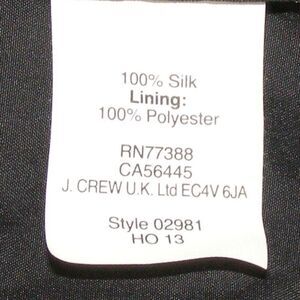 100% Silk
Lining:
100% Polyester
RN77388
CA56445
J. CREW U.K. Ltd EC4V 6JA
Style 02981
HO 13